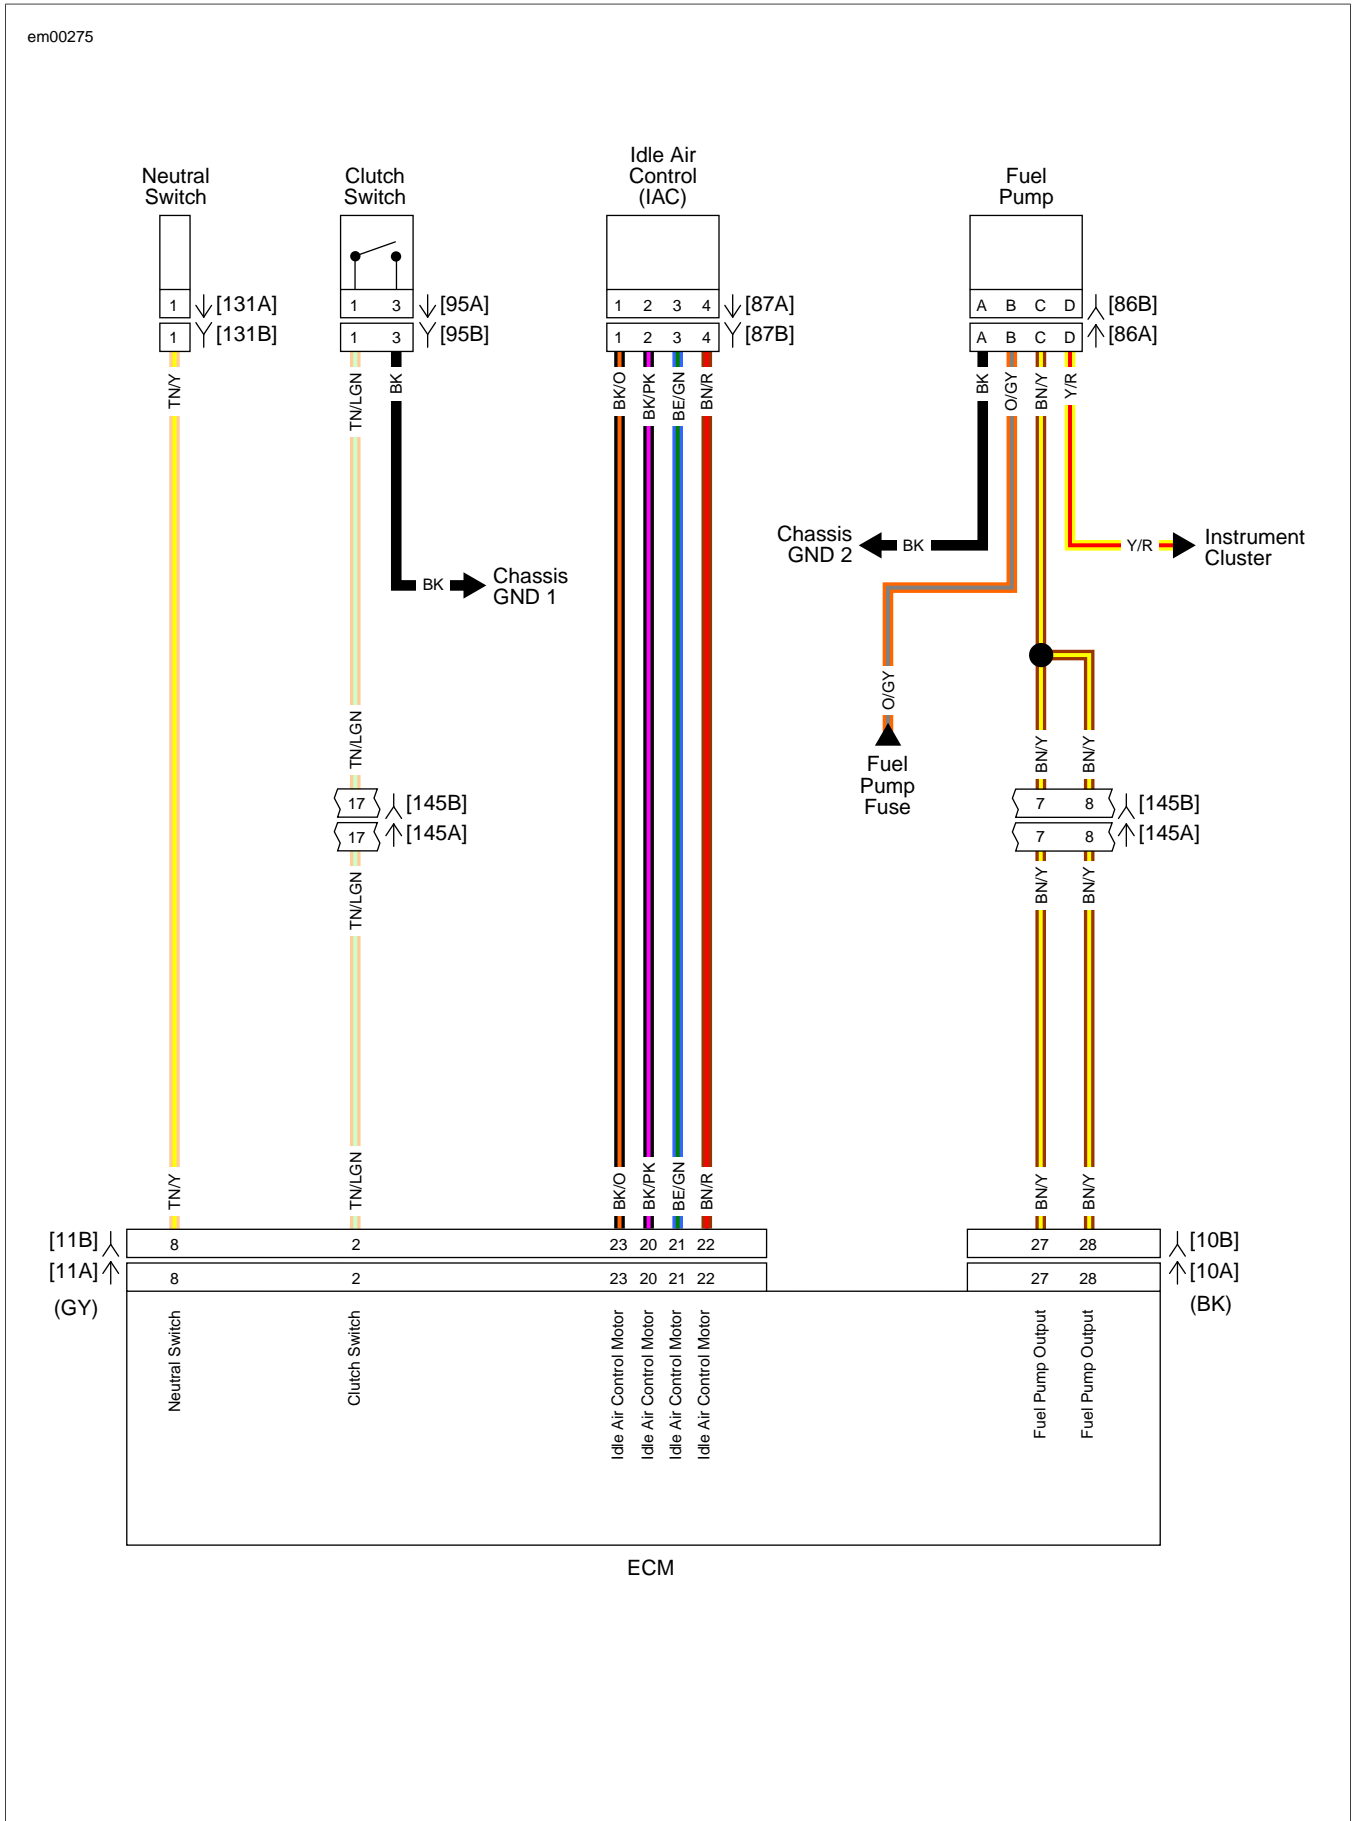 em00275
Neutral
Switch
Clutch
Switch
Idle Air
Control
(IAC)
Fuel
Pump
1 [131A]
1 [131B]
1 3 [95A]
1 3 [95B]
1 2 3 4 [87A]
1 2 3 4 [87B]
A B C D [86B]
A B C D [86A]
TN/Y
TN/LGN
BK
BK/O
BK/PK
BE/GN
BN/R
BK
O/GY
BN/Y
Y/R
Chassis
GND 2
BK
Y/R
Instrument
Cluster
BK
Chassis
GND 1
O/GY
Fuel
Pump
Fuse
TN/LGN
BN/Y
BN/Y
17 [145B]
17 [145A]
7 8 [145B]
7 8 [145A]
TN/LGN
BN/Y
BN/Y
TN/Y
TN/LGN
BK/O
BK/PK
BE/GN
BN/R
BN/Y
BN/Y
[11B] 8 2 23 20 21 22
27 28 [10B]
[11A] 8 2 23 20 21 22
27 28 [10A]
(GY)
(BK)
Neutral Switch
Clutch Switch
Idle Air Control Motor
Idle Air Control Motor
Idle Air Control Motor
Idle Air Control Motor
Fuel Pump Output
Fuel Pump Output
ECM